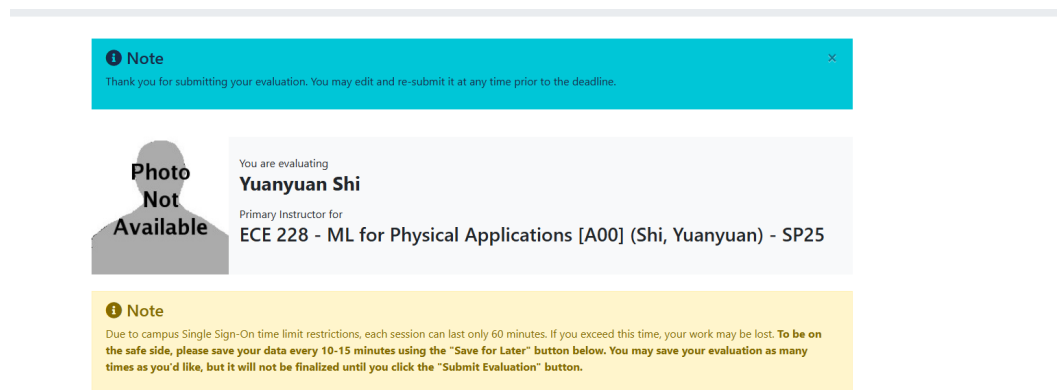 Note
×
Thank you for submitting your evaluation. You may edit and re-submit it at any time prior to the deadline.
Photo
Not
Available
You are evaluating
Yuanyuan Shi
Primary Instructor for
ECE 228 - ML for Physical Applications [A00] (Shi, Yuanyuan) - SP25
Note
Due to campus Single Sign-On time limit restrictions, each session can last only 60 minutes. If you exceed this time, your work may be lost. To be on
the safe side, please save your data every 10-15 minutes using the "Save for Later" button below. You may save your evaluation as many
times as you'd like, but it will not be finalized until you click the "Submit Evaluation" button.